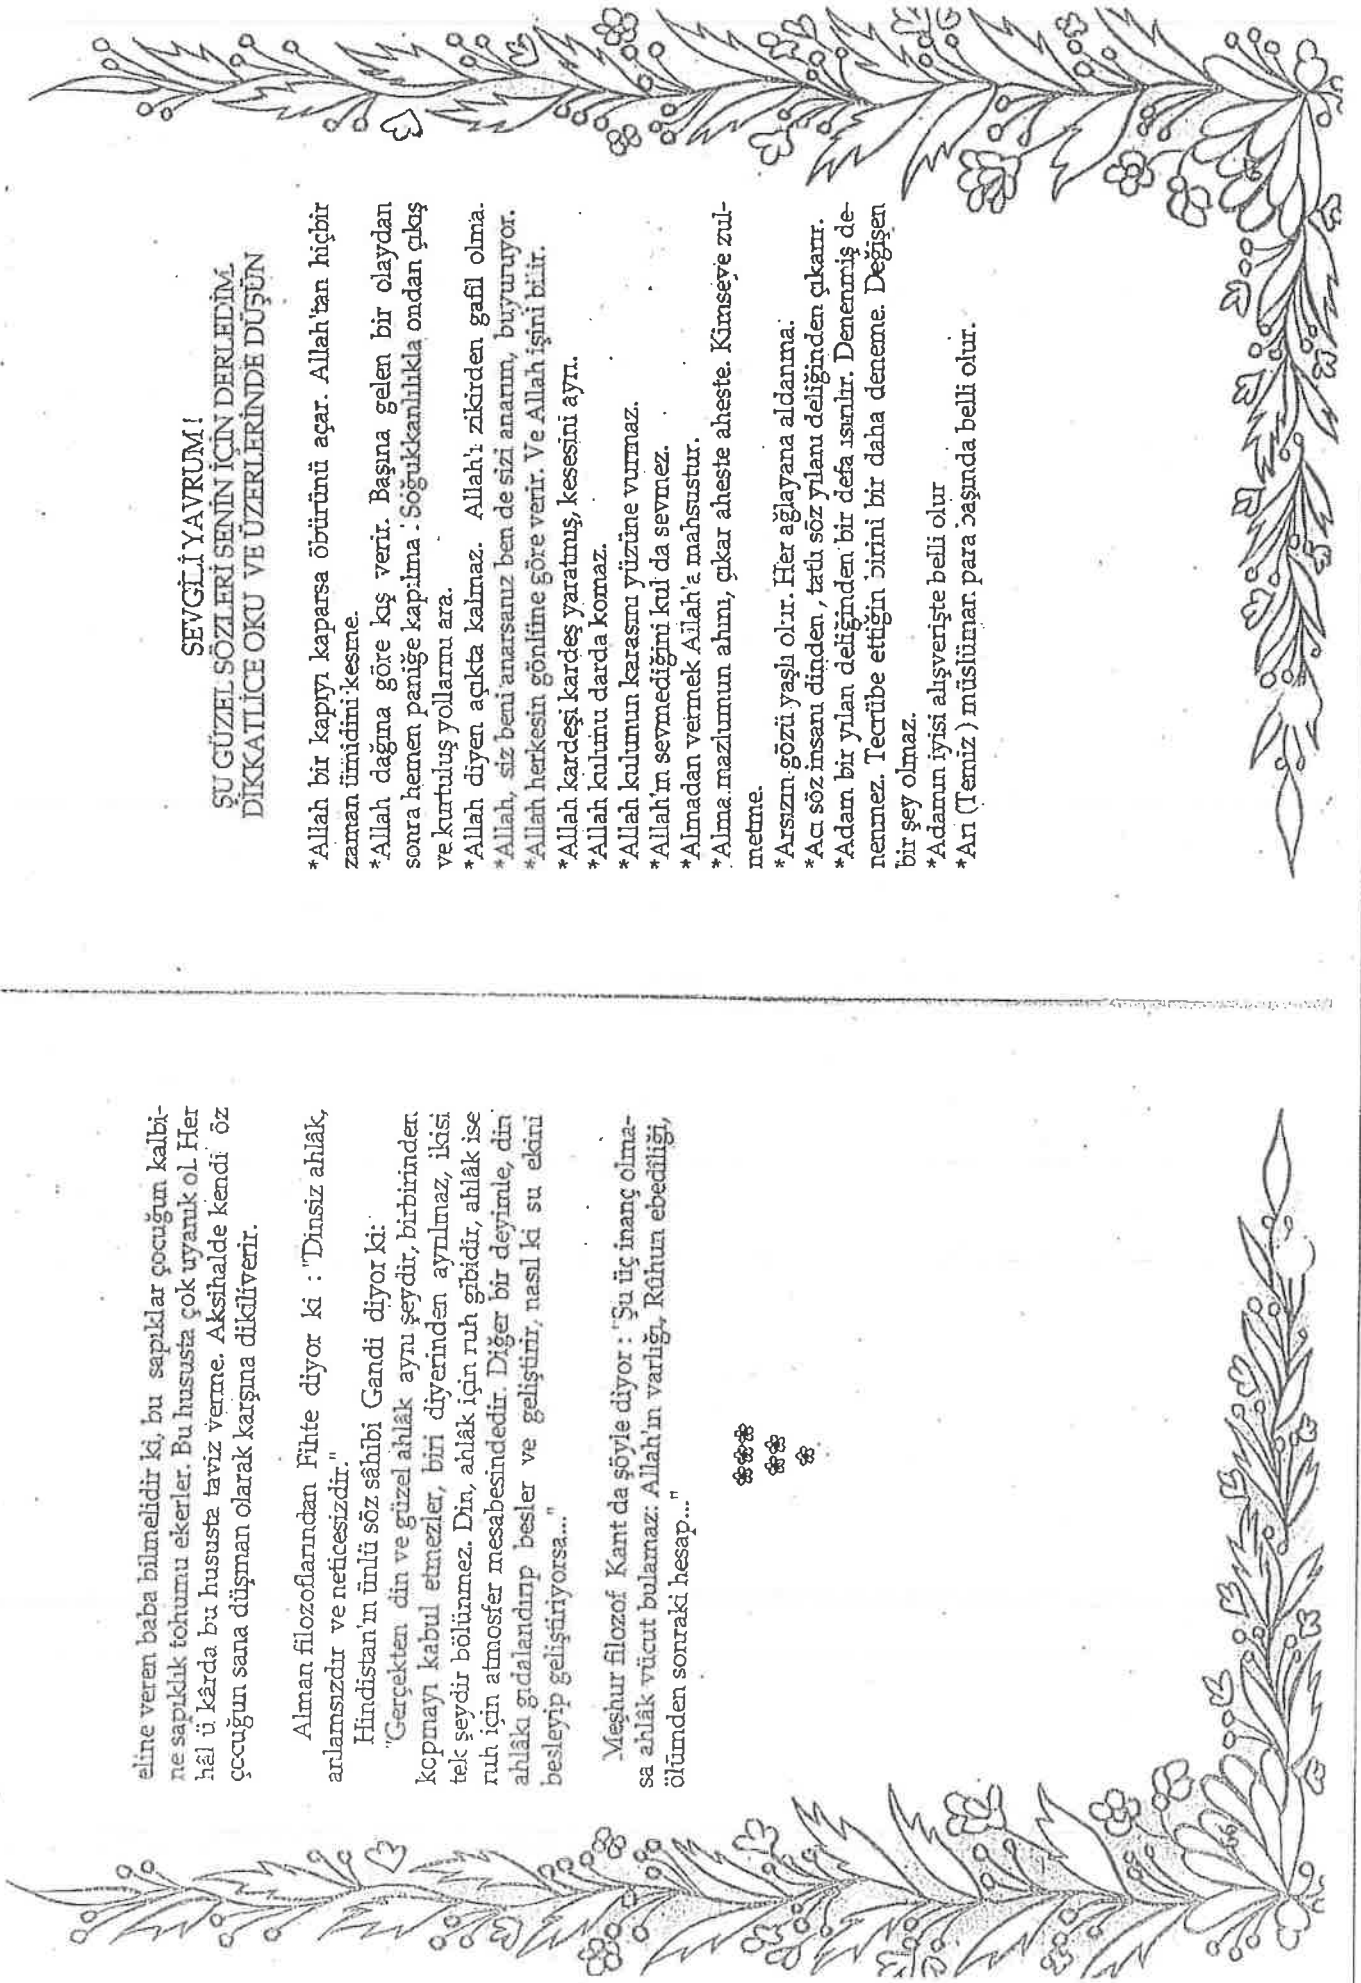 eline veren baba bilmelidir ki, bu sapıklar çocuğun kalbi-
ne sapıklık tohumu ekerler. Bu hususta çok uyanık ol. Her
hâl ü kârda bu hususta taviz verme. Aksihalde kendi öz
çocuğun sana düşman olarak karşına dikiliverir.
Alman filozoflarından Fihte diyor ki : "Dinsiz ahlâk,
anlamsızdır ve neticesizdir."
Hindistan'ın ünlü söz sâhibi Gandi diyor ki:
"Gerçekten din ve güzel ahlâk aynı şeydir, birbirinden
kopmayı kabul etmezler, biri diyerinden ayrılmaz, ikisi
tek şeydir bölünmez. Din, ahlâk için ruh gibidir, ahlâk ise
ruh için atmosfer mesabesindedir. Diğer bir deyimle, din
ahlâkı gıdalandırıp besler ve geliştirir, nasıl ki su ekini
besleyip geliştiriyorsa..."
Meşhur filozof Kant da şöyle diyor : "Şu üç inanç olma-
sa ahlâk vücut bulamaz: Allah'ın varlığı, Rûhun ebedîliği,
ölümden sonraki hesap..."
SEVGİLİ YAVRUM !
ŞU GÜZEL SÖZLERİ SENİN İÇİN DERLEDİM.
DİKKATLİCE OKU VE ÜZERLERİNDE DÜŞÜN
*Allah bir kapıyı kaparsa öbürünü açar. Allah'tan hiçbir
zaman ümidini kesme.
*Allah dağına göre kış verir. Başına gelen bir olaydan
sonra hemen paniğe kapılma. Soğukkanlılıkla ondan çıkış
ve kurtuluş yollarını ara.
*Allah diyen açıkta kalmaz. Allah'ı zikirden gafil olma.
*Allah, siz beni anarsanız ben de sizi anarım, buyuruyor.
*Allah herkesin gönlüne göre verir. Ve Allah işini bilir.
*Allah kardeşi kardeş yaratmış, kesesini ayrı.
*Allah kulunu darda komaz.
*Allah kulunun karasını yüzüne vurmaz.
*Allah'ın sevmediğini kul da sevmez.
*Almadan vermek Allah'a mahsustur.
*Alma mazlumun ahını, çıkar aheste aheste. Kimseye zul-
metme.
*Arsızın gözü yaşlı olur. Her ağlayana aldanma.
*Acı söz insanı dinden , tatlı söz yılanı deliğinden çıkarır.
*Adam bir yılan deliğinden bir defa ısırılır. Denenmiş de-
nenmez. Tecrübe ettiğin birini bir daha deneme. Değişen
bir şey olmaz.
*Adamın iyisi alışverişte belli olur
*Arı (Temiz ) müslüman para başında belli olur.